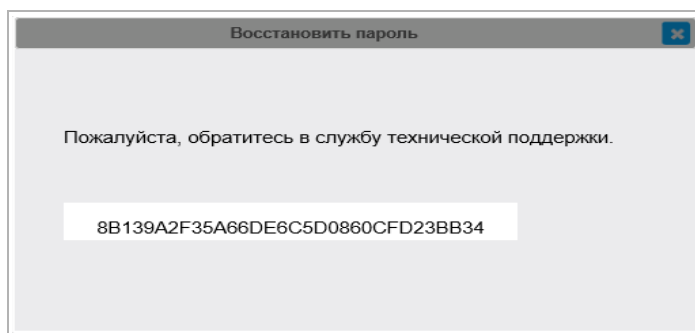 Восстановить пароль
Пожалуйста, обратитесь в службу технической поддержки.
8B139A2F35A66DE6C5D0860CFD23BB34